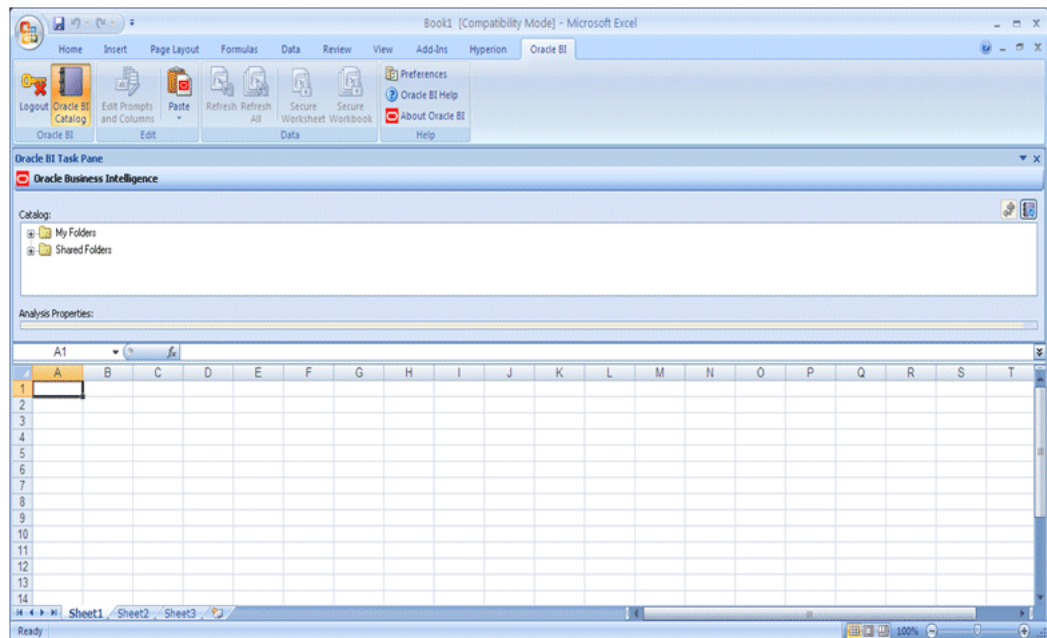 Book1 [Compatibility Mode] - Microsoft Excel
Home Insert Page Layout Formulas Data Review View Add-Ins Hyperion Oracle BI
Logout
Oracle BI Catalog
Edit Prompts and Columns
Paste
Refresh
Refresh All
Secure Worksheet
Secure Workbook
Preferences
Oracle BI Help
About Oracle BI
Oracle BI Edit Data Help
Oracle BI Task Pane
Oracle Business Intelligence
Catalog:
My Folders
Shared Folders
Analysis Properties:
A1 fx
A B C D E F G H I J K L M N O P Q R S T
1
2
3
4
5
6
7
8
9
10
11
12
13
14
Sheet1 Sheet2 Sheet3
Ready 100%